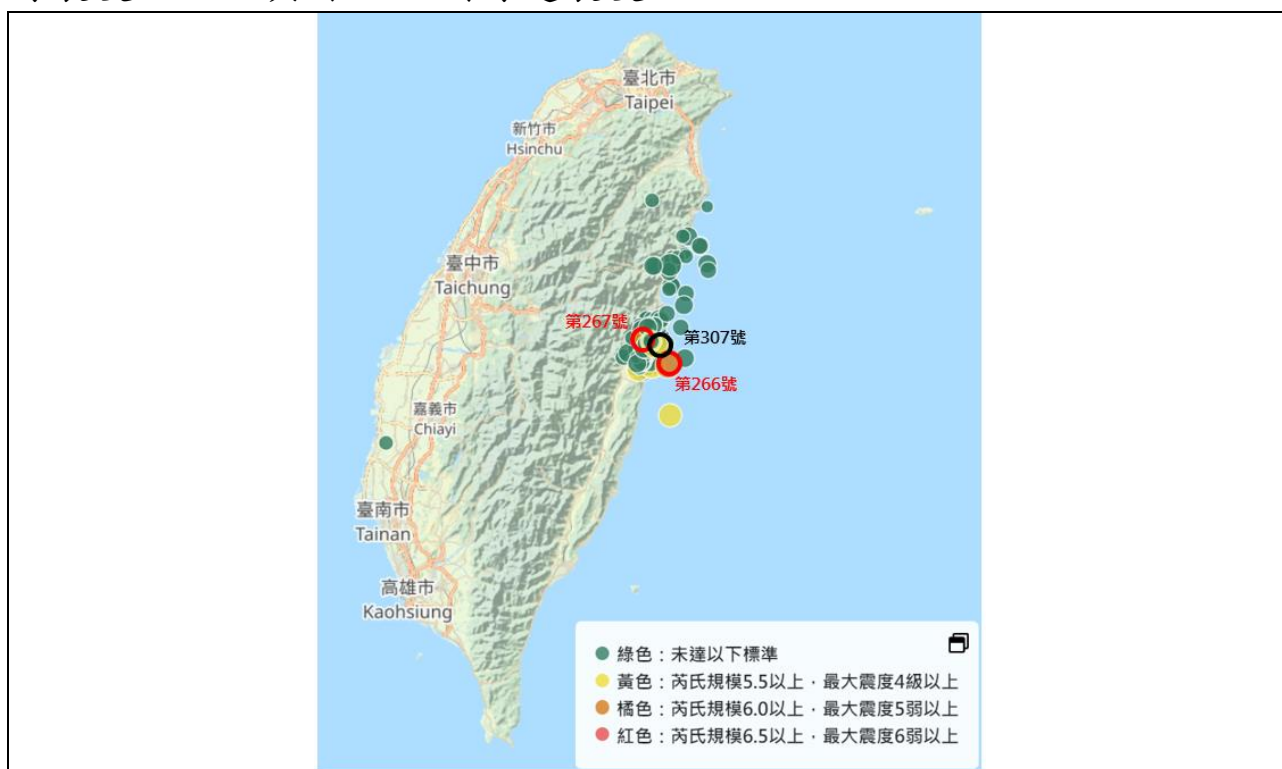 臺北市
Taipei
新竹市
Hsinchu
臺中市
Taichung
第267號
第307號
第266號
嘉義市
Chiayi
臺南市
Tainan
高雄市
Kaohsiung
綠色：未達以下標準
黃色：芮氏規模5.5以上，最大震度4級以上
橘色：芮氏規模6.0以上，最大震度5弱以上
紅色：芮氏規模6.5以上，最大震度6弱以上